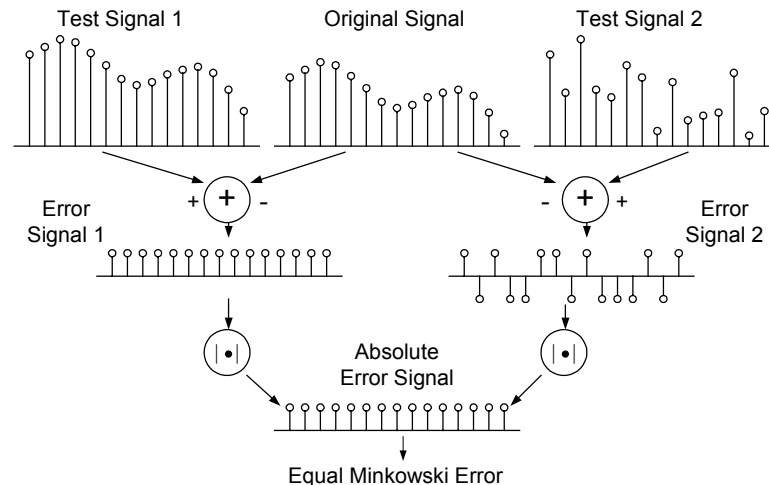 Test Signal 1
Original Signal
Test Signal 2
+
+
-
-
+
+
Error
Signal 1
Error
Signal 2
| • |
Absolute
Error Signal
| • |
Equal Minkowski Error